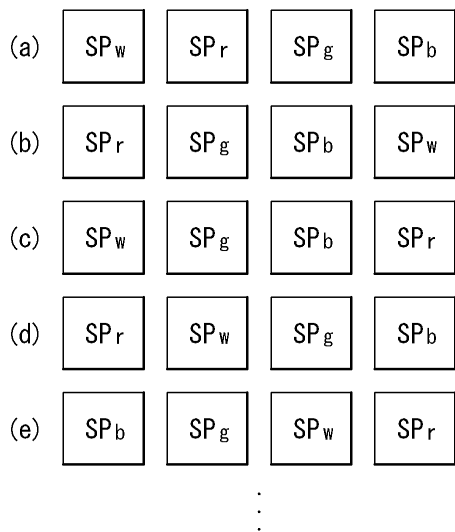 (a) SPw SPr SPg SPb
(b) SPr SPg SPb SPw
(c) SPw SPg SPb SPr
(d) SPr SPw SPg SPb
(e) SPb SPg SPw SPr
⋮